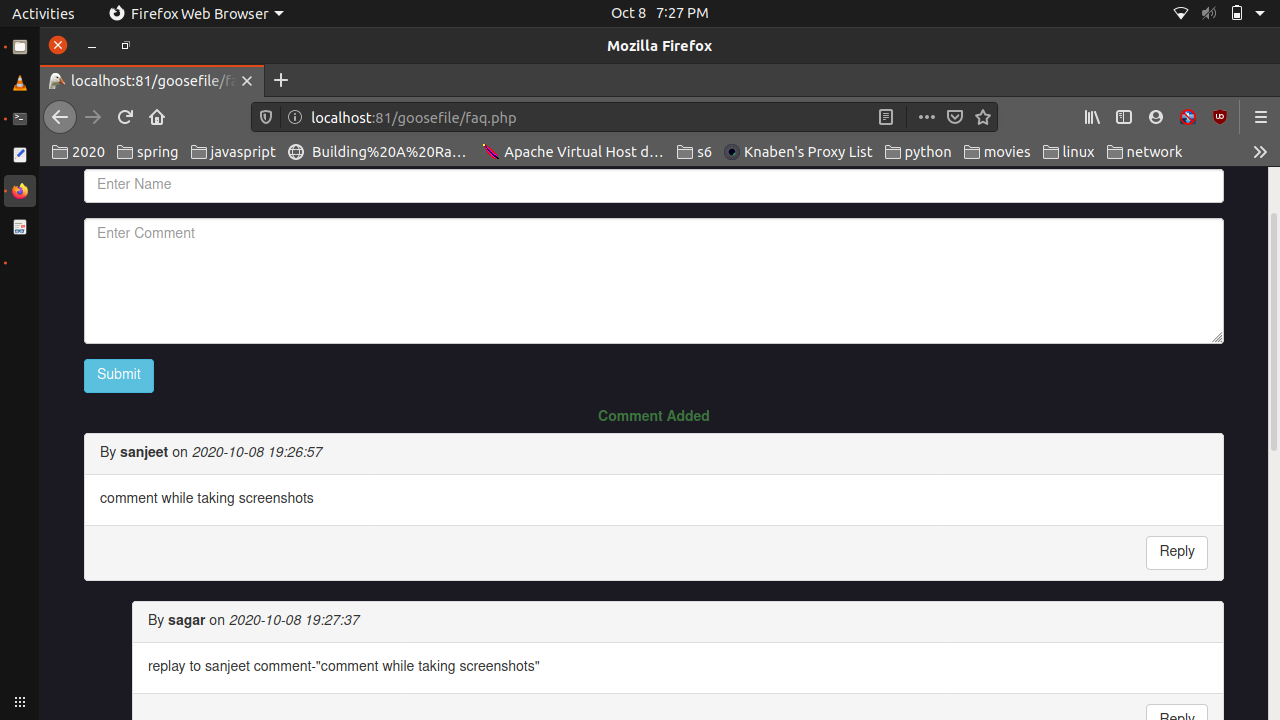 Activities Firefox Web Browser Oct 8 7:27 PM
Mozilla Firefox
localhost:81/goosefile/fa
localhost:81/goosefile/faq.php
2020 spring javascript Building%20A%20Ra... Apache Virtual Host d... s6 Knaben's Proxy List python movies linux network
Enter Name
Enter Comment
Submit
Comment Added
By sanjeet on 2020-10-08 19:26:57
comment while taking screenshots
Reply
By sagar on 2020-10-08 19:27:37
replay to sanjeet comment-"comment while taking screenshots"
Reply